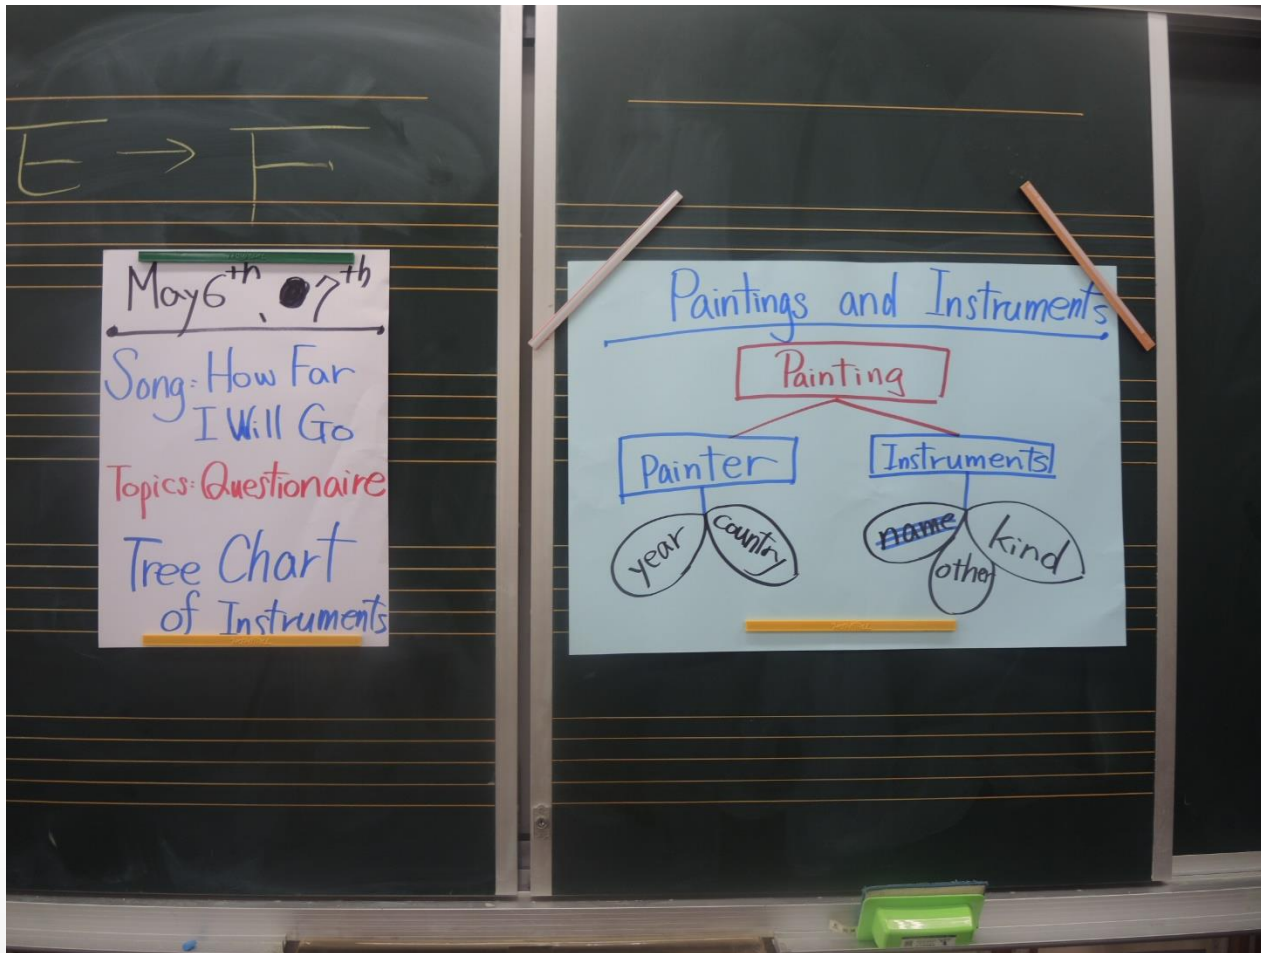 E → F
May 6th, 7th
Song: How Far
I Will Go
Topics: Questionaire
Tree Chart
of Instruments
Paintings and Instruments
Painting
Painter
Instruments
year
country
name
other
kind